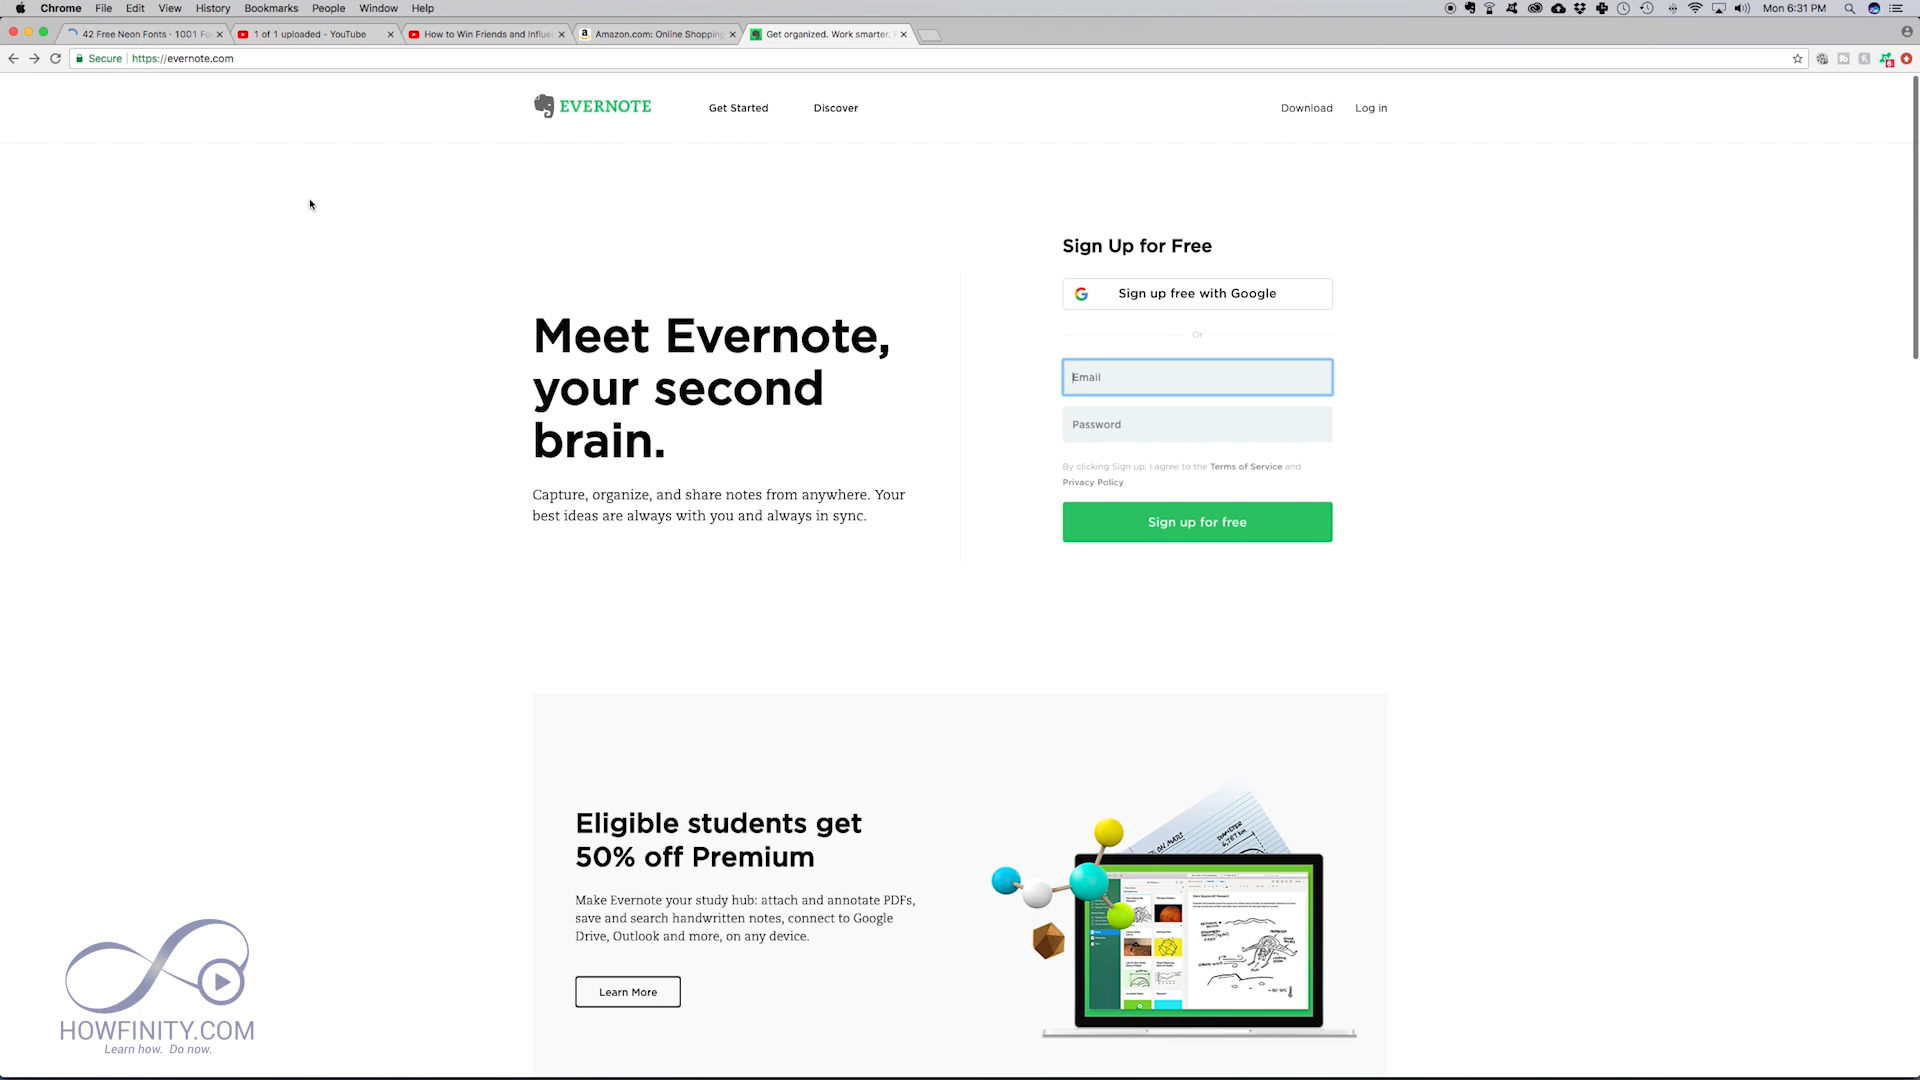 Chrome File Edit View History Bookmarks People Window Help
Mon 6:31 PM
42 Free Neon Fonts · 1001 Fo
1 of 1 uploaded - YouTube
How to Win Friends and Influe
Amazon.com: Online Shopping
Get organized. Work smarter.
Secure
https://evernote.com
EVERNOTE
Get Started
Discover
Download
Log in
Sign Up for Free
Sign up free with Google
Or
Email
Password
By clicking Sign up, I agree to the Terms of Service and
Privacy Policy.
Sign up for free
Meet Evernote,
your second
brain.
Capture, organize, and share notes from anywhere. Your
best ideas are always with you and always in sync.
Eligible students get
50% off Premium
Make Evernote your study hub: attach and annotate PDFs,
save and search handwritten notes, connect to Google
Drive, Outlook and more, on any device.
Learn More
DIAMETER
HOWFINITY.COM
Learn how. Do now.